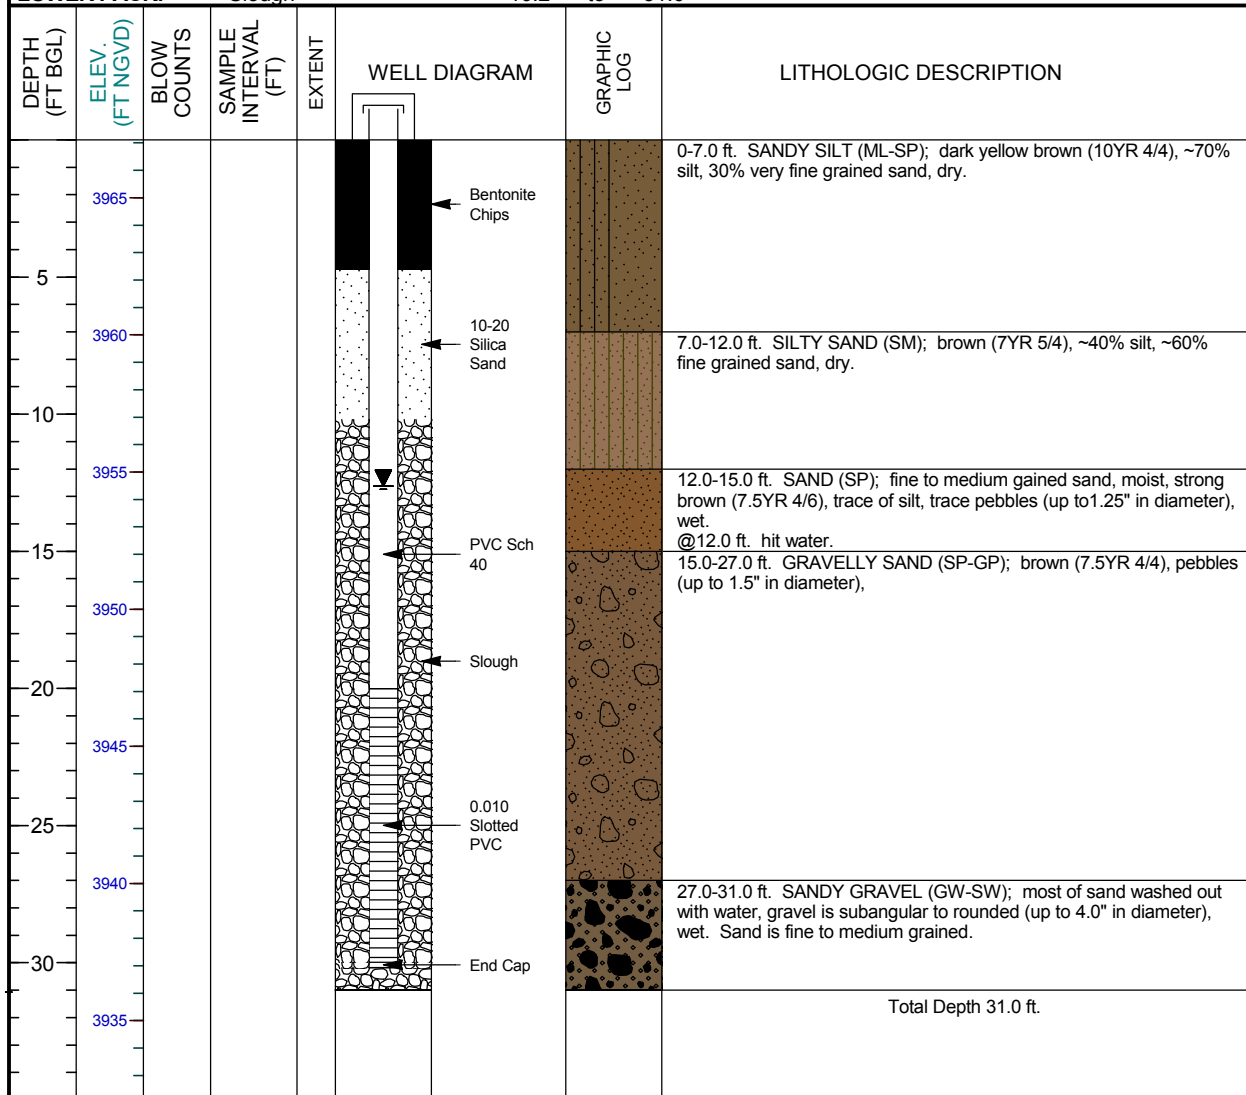 DEPTH
(FT BGL)
ELEV.
(FT NGVD)
BLOW
COUNTS
SAMPLE
INTERVAL
(FT)
EXTENT
WELL DIAGRAM
GRAPHIC
LOG
LITHOLOGIC DESCRIPTION
0-7.0 ft. SANDY SILT (ML-SP); dark yellow brown (10YR 4/4), ~70%
silt, 30% very fine grained sand, dry.
3965
Bentonite
Chips
5
3960
10-20
Silica
Sand
7.0-12.0 ft. SILTY SAND (SM); brown (7YR 5/4), ~40% silt, ~60%
fine grained sand, dry.
10
3955
12.0-15.0 ft. SAND (SP); fine to medium gained sand, moist, strong
brown (7.5YR 4/6), trace of silt, trace pebbles (up to1.25" in diameter),
wet.
@12.0 ft. hit water.
PVC Sch
40
15
15.0-27.0 ft. GRAVELLY SAND (SP-GP); brown (7.5YR 4/4), pebbles
(up to 1.5" in diameter),
3950
Slough
20
3945
0.010
Slotted
PVC
25
3940
27.0-31.0 ft. SANDY GRAVEL (GW-SW); most of sand washed out
with water, gravel is subangular to rounded (up to 4.0" in diameter),
wet. Sand is fine to medium grained.
30
End Cap
Total Depth 31.0 ft.
3935